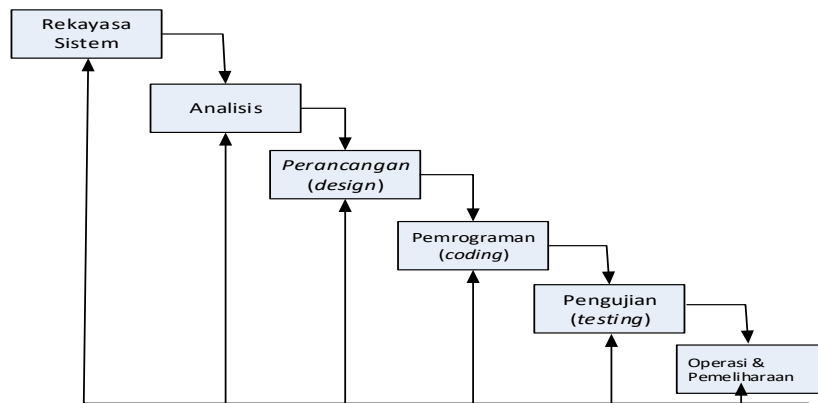 Rekayasa
Sistem
Analisis
Perancangan
(design)
Pemrograman
(coding)
Pengujian
(testing)
Operasi &
Pemeliharaan